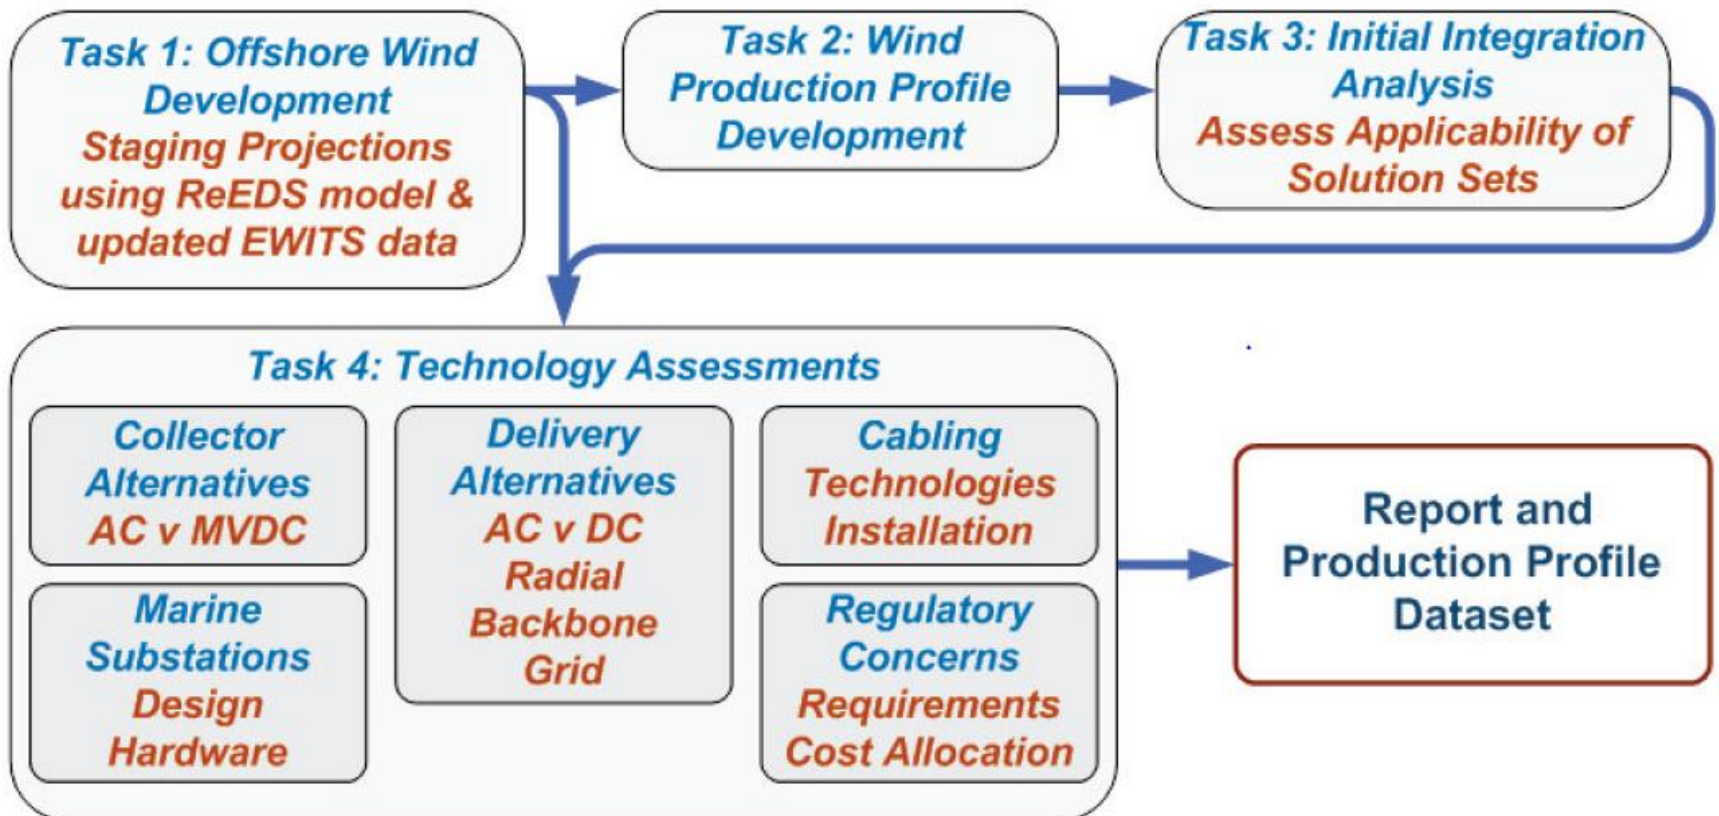 Task 1: Offshore Wind
Development
Staging Projections
using ReEDS model &
updated EWITS data
Task 2: Wind
Production Profile
Development
Task 3: Initial Integration
Analysis
Assess Applicability of
Solution Sets
Task 4: Technology Assessments
Collector
Alternatives
AC v MVDC
Marine
Substations
Design
Hardware
Delivery
Alternatives
AC v DC
Radial
Backbone
Grid
Cabling
Technologies
Installation
Regulatory
Concerns
Requirements
Cost Allocation
Report and
Production Profile
Dataset